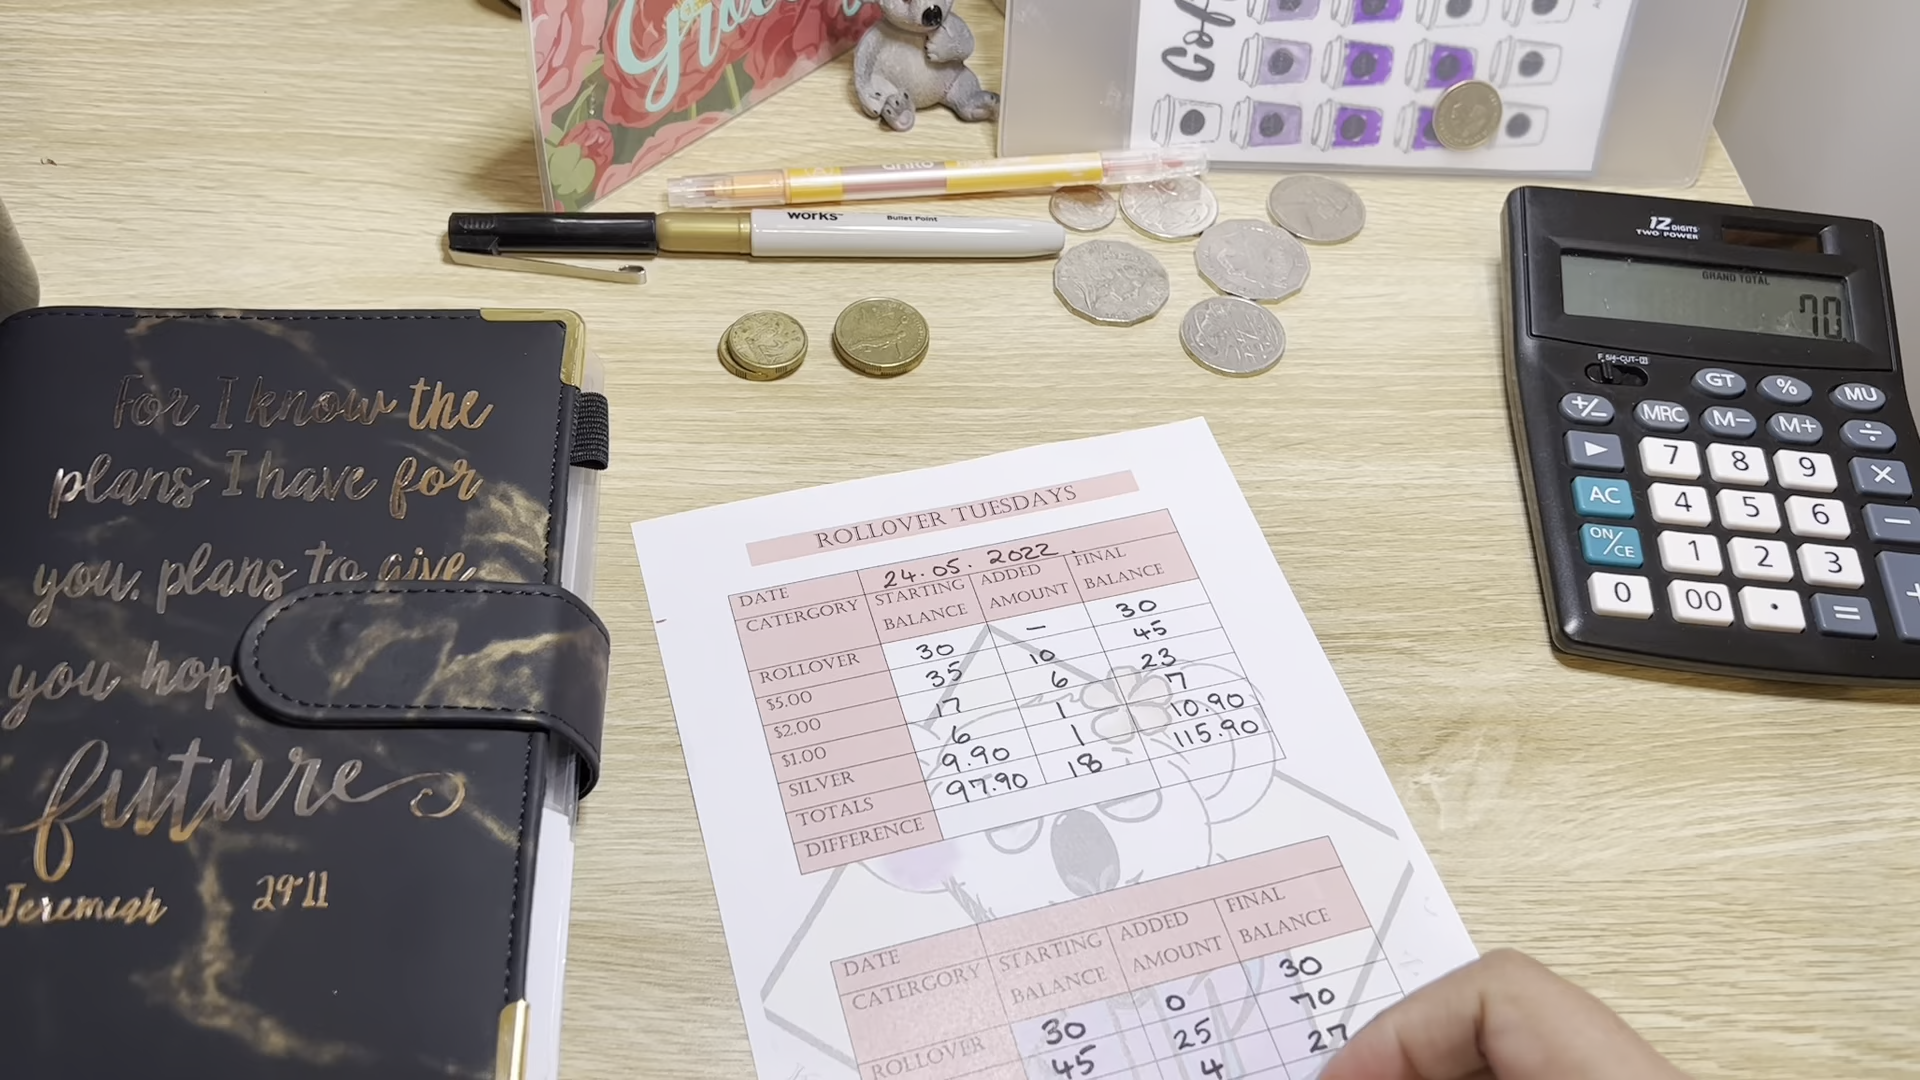 works
Bullet Point
12 DIGITS
TWO POWER
GRAND TOTAL
70
GT % MU
+/- MRC M- M+ ÷
7 8 9 ×
AC 4 5 6 −
ON/CE 1 2 3 +
0 00 . =
For I know the
plans I have for
you, plans to give
you hop
future
Jeremiah 29:11
ROLLOVER TUESDAYS
DATE 24.05.2022.
CATERGORY STARTING BALANCE ADDED AMOUNT FINAL BALANCE
ROLLOVER 30 – 30
$5.00 35 10 45
$2.00 17 6 23
$1.00 6 1 7
SILVER 9.90 1 10.90
TOTALS 97.90 18 115.90
DIFFERENCE
DATE
CATERGORY STARTING BALANCE ADDED AMOUNT FINAL BALANCE
ROLLOVER 30 0 30
45 25 70
4 27